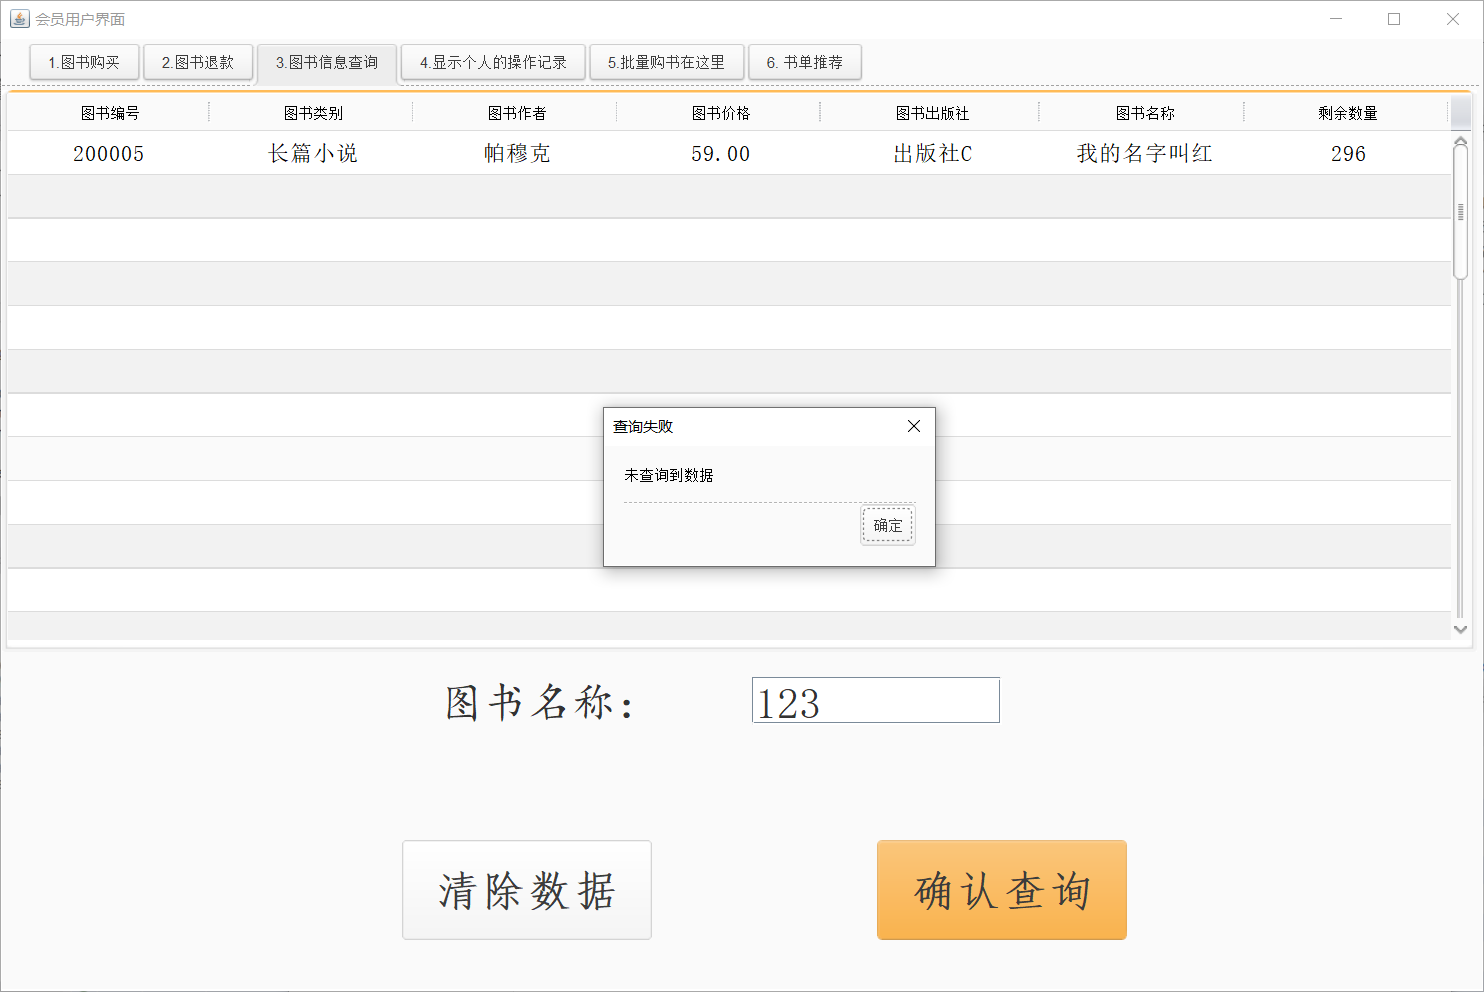 会员用户界面
1.图书购买 2.图书退款 3.图书信息查询 4.显示个人的操作记录 5.批量购书在这里 6. 书单推荐
图书编号 图书类别 图书作者 图书价格 图书出版社 图书名称 剩余数量
200005 长篇小说 帕穆克 59.00 出版社C 我的名字叫红 296
查询失败
未查询到数据
确定
图书名称： 123
清除数据 确认查询